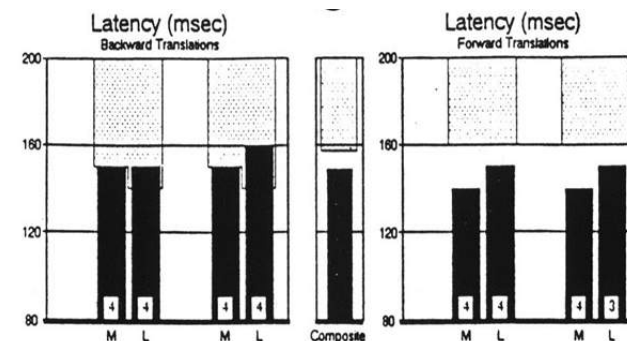 Latency (msec)
Backward Translations
200
160
120
80
4 4 4 4
M L M L
Composite
Latency (msec)
Forward Translations
200
160
120
80
4 4 4 3
M L M L